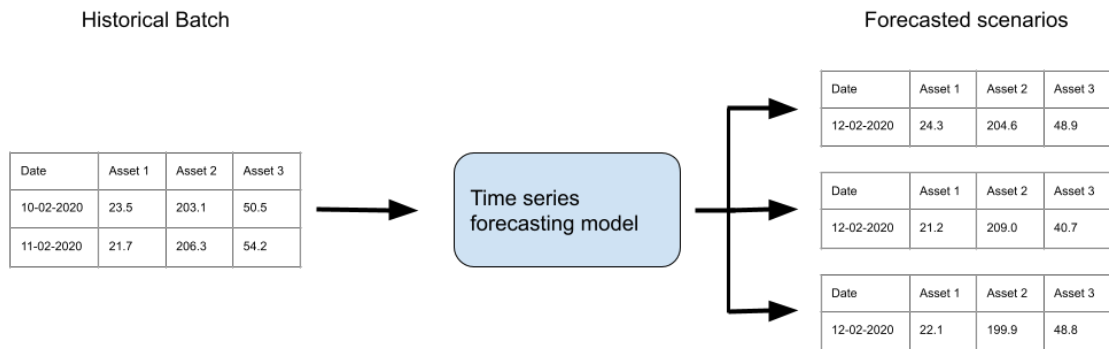 Historical Batch
Forecasted scenarios
Date Asset 1 Asset 2 Asset 3
10-02-2020 23.5 203.1 50.5
11-02-2020 21.7 206.3 54.2
Time series
forecasting model
Date Asset 1 Asset 2 Asset 3
12-02-2020 24.3 204.6 48.9
Date Asset 1 Asset 2 Asset 3
12-02-2020 21.2 209.0 40.7
Date Asset 1 Asset 2 Asset 3
12-02-2020 22.1 199.9 48.8